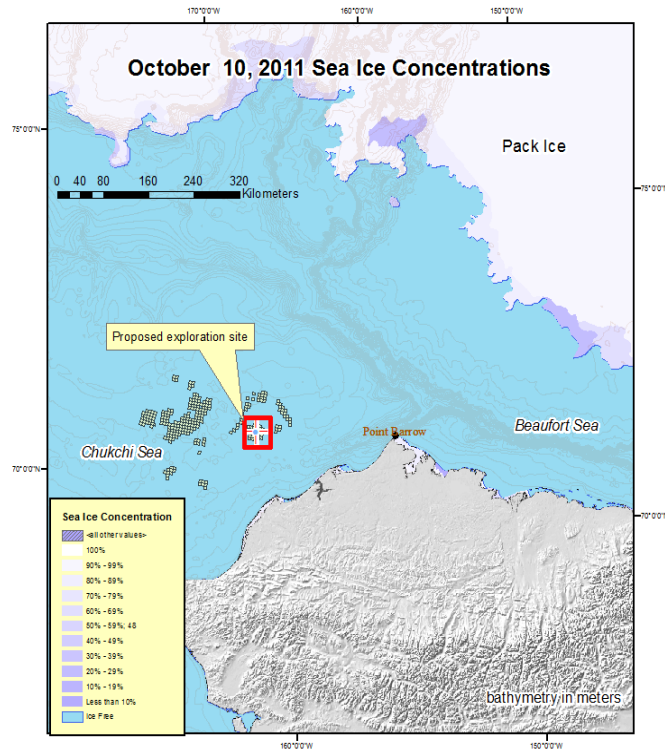 170°0'0"W
160°0'0"W
150°0'0"W
October 10, 2011 Sea Ice Concentrations
75°0'0"N
Pack Ice
75°0'0"N
0 40 80 160 240 320
Kilometers
Proposed exploration site
Point Barrow
Beaufort Sea
Chukchi Sea
70°0'0"N
70°0'0"N
Sea Ice Concentration
<all other values>
100%
90% - 99%
80% - 89%
70% - 79%
60% - 69%
50% - 59%; 48
40% - 49%
30% - 39%
20% - 29%
10% - 19%
Less than 10%
Ice Free
bathymetry in meters
160°0'0"W
150°0'0"W